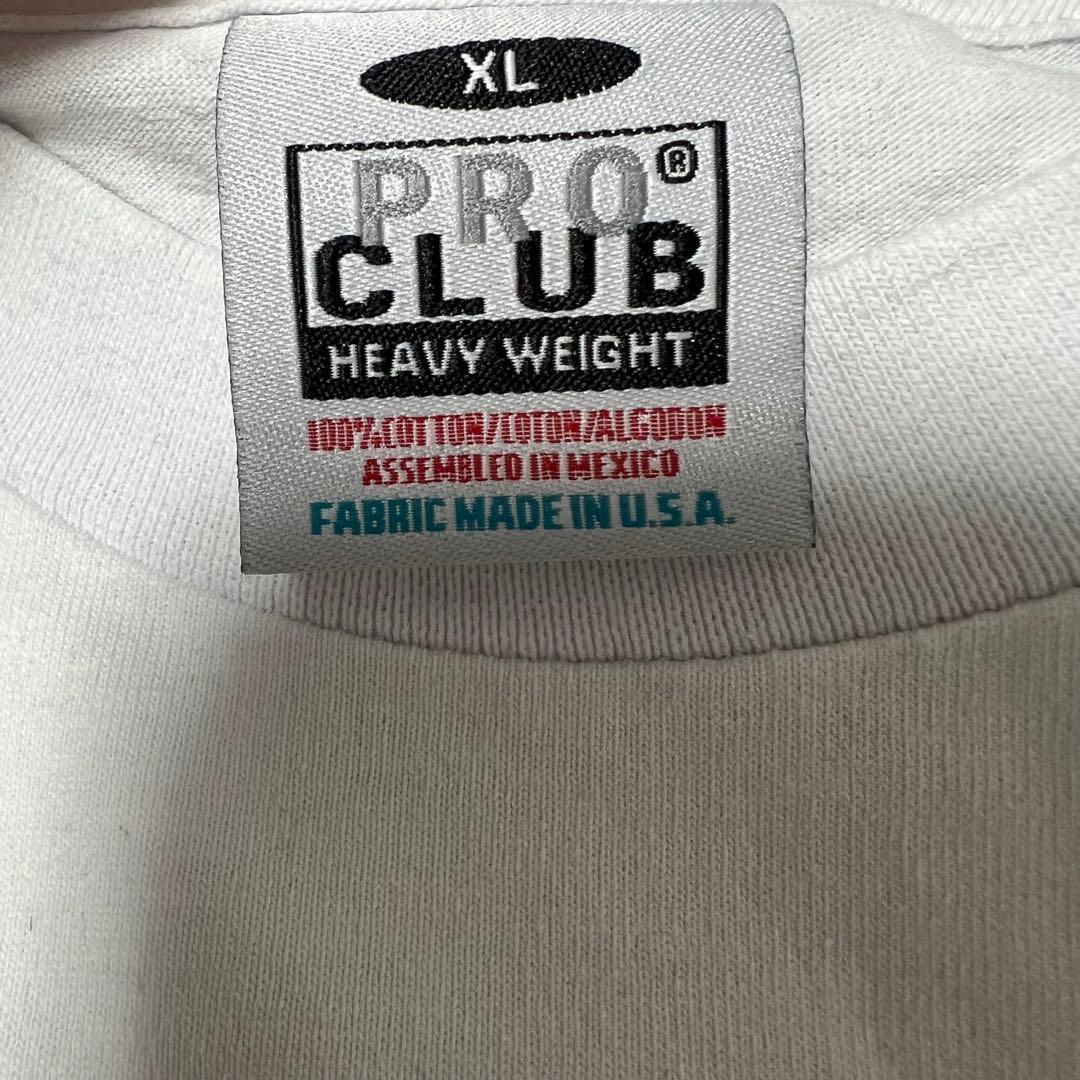 XL
PRO®
CLUB
HEAVY WEIGHT
100%COTTON/COTON/ALGODON
ASSEMBLED IN MEXICO
FABRIC MADE IN U.S.A.